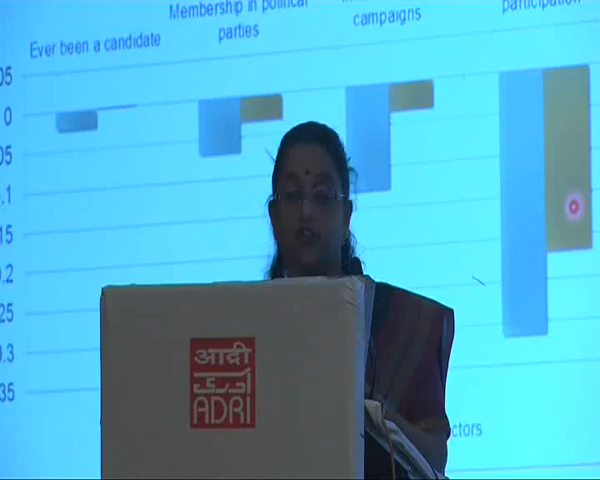 Ever been a candidate
Membership in political
parties
campaigns
participation
05
0
05
.1
15
0.2
25
0.3
35
ctors
आद्री
آدری
ADRI